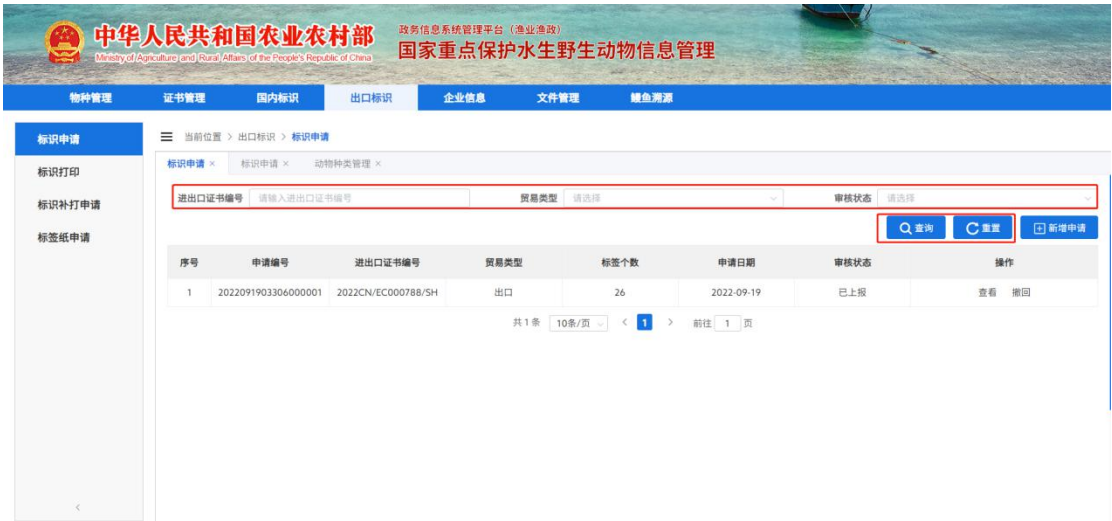 中华人民共和国农业农村部
Ministry of Agriculture and Rural Affairs of the People's Republic of China
政务信息系统管理平台（渔业渔政）
国家重点保护水生野生动物信息管理
物种管理 证书管理 国内标识 出口标识 企业信息 文件管理 鳗鱼溯源
标识申请
标识打印
标识补打申请
标签纸申请
当前位置 > 出口标识 > 标识申请
标识申请 × 标识申请 × 动物种类管理 ×
进出口证书编号 请输入进出口证书编号 贸易类型 请选择 审核状态 请选择
查询 重置 新增申请
序号 申请编号 进出口证书编号 贸易类型 标签个数 申请日期 审核状态 操作
1 2022091903306000001 2022CN/EC000788/SH 出口 26 2022-09-19 已上报 查看 撤回
共 1 条 10条/页 < 1 > 前往 1 页